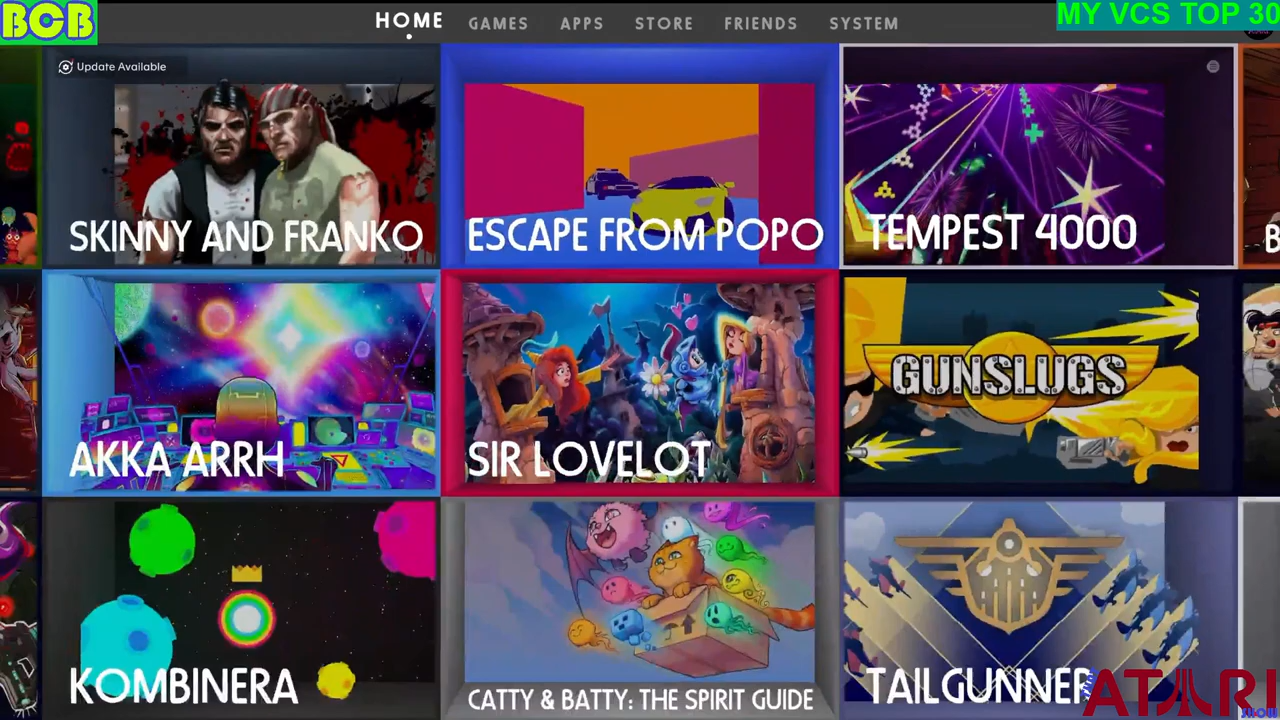 BCB
HOME GAMES APPS STORE FRIENDS SYSTEM
MY VCS TOP 30
Update Available
SKINNY AND FRANKO
ESCAPE FROM POPO
TEMPEST 4000
B
AKKA ARRH
SIR LOVELOT
GUNSLUGS
KOMBINERA
CATTY & BATTY: THE SPIRIT GUIDE
TAILGUNNER
ATARI
SHOW